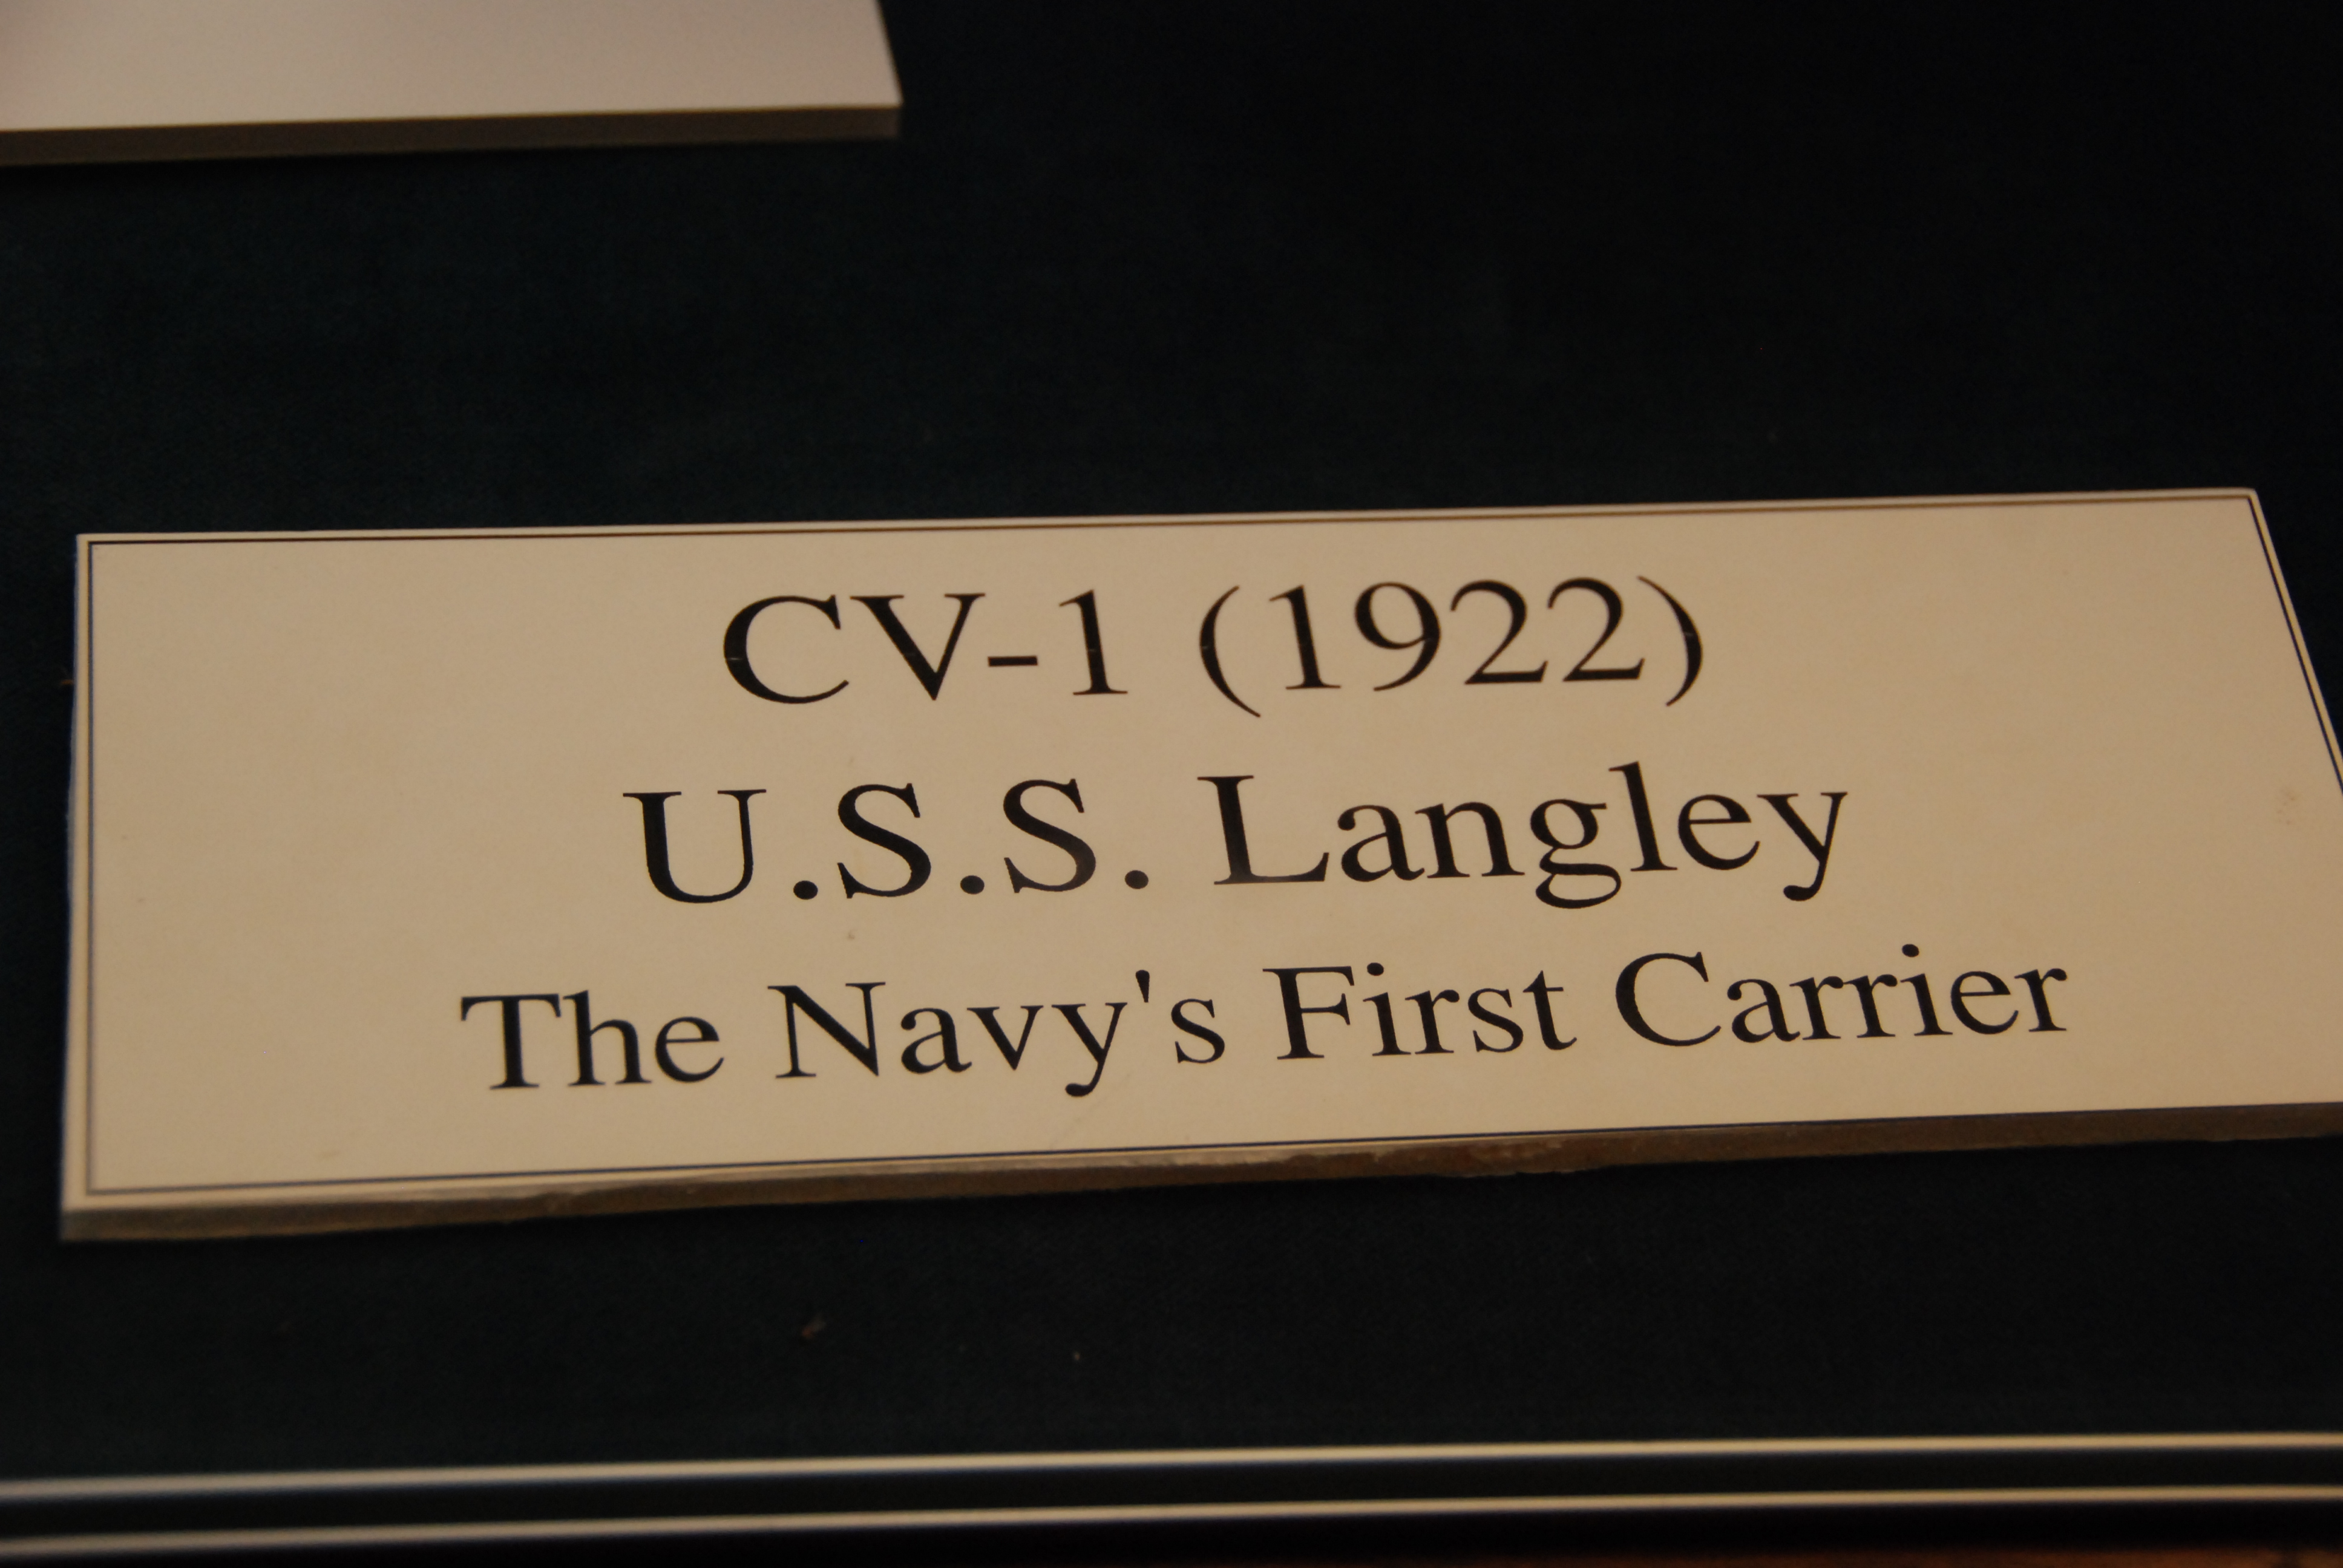 CV-1 (1922)
U.S.S. Langley
The Navy's First Carrier